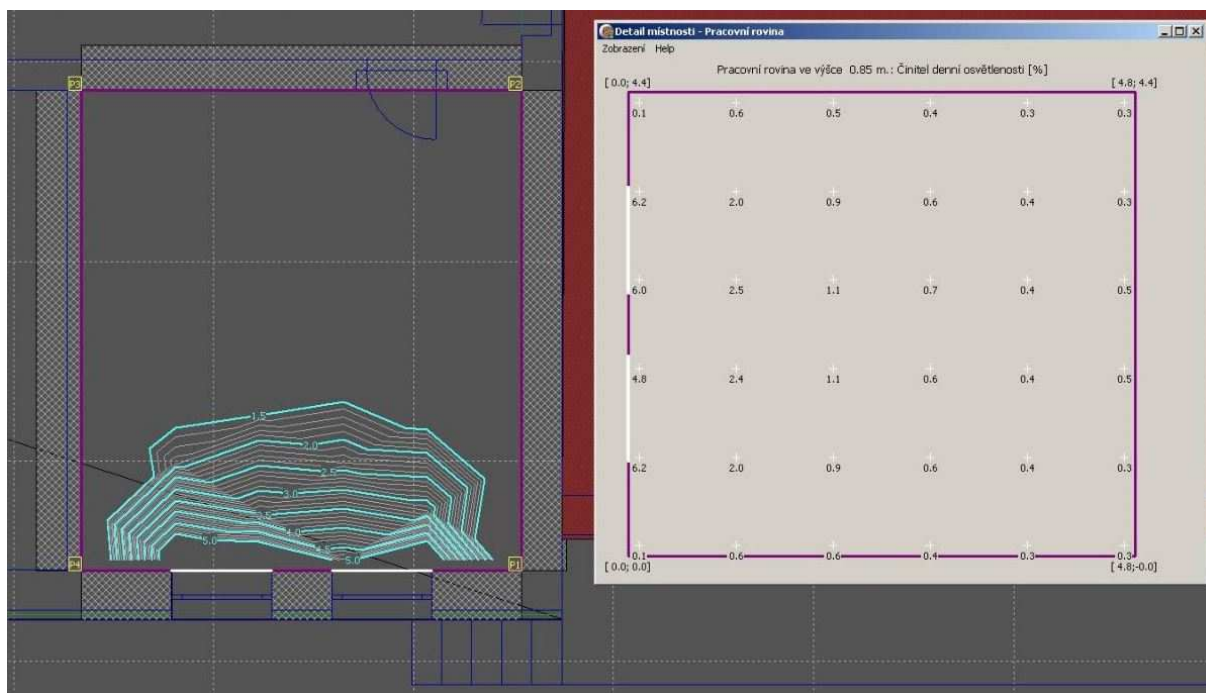 Detail místnosti - Pracovní rovina
Zobrazení Help
Pracovní rovina ve výšce 0.85 m.: Činitel denní osvětlenosti [%]
[ 0.0; 4.4] [ 4.8; 4.4]
0.1 0.6 0.5 0.4 0.3 0.3
6.2 2.0 0.9 0.6 0.4 0.3
6.0 2.5 1.1 0.7 0.4 0.5
4.8 2.4 1.1 0.6 0.4 0.5
6.2 2.0 0.9 0.6 0.4 0.3
0.1 0.6 0.6 0.4 0.3 0.3
[ 0.0; 0.0] [ 4.8;-0.0]
P3 P2
1.5
2.0
2.5
3.0
3.5
4.0
4.5
5.0 5.0
P4 P1